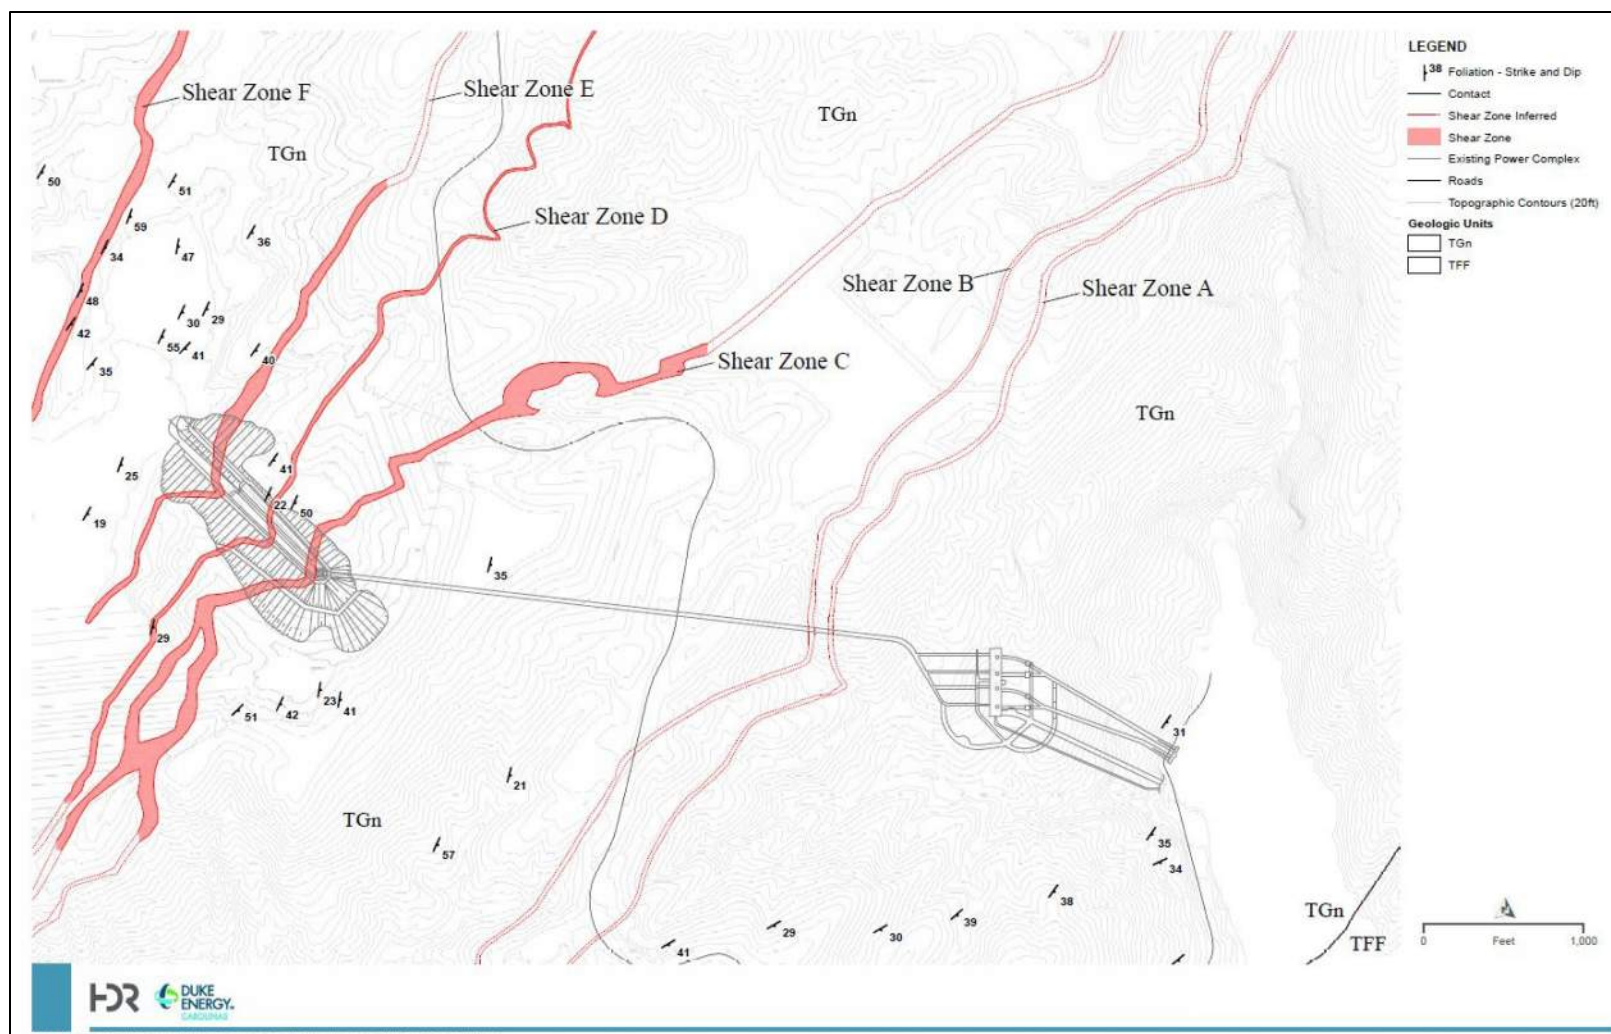 LEGEND
38 Foliation - Strike and Dip
Contact
Shear Zone Inferred
Shear Zone
Existing Power Complex
Roads
Topographic Contours (20ft)
Geologic Units
TGn
TFF
Shear Zone F
Shear Zone E
TGn
TGn
50
51
59
Shear Zone D
36
34
47
Shear Zone B
Shear Zone A
48
30
29
42
55
41
40
35
Shear Zone C
TGn
25
41
22
50
19
35
29
23
41
51
42
31
21
TGn
57
35
34
38
39
29
30
41
TGn
TFF
0
Feet
1,000
HDR
DUKE
ENERGY.
CAROLINAS